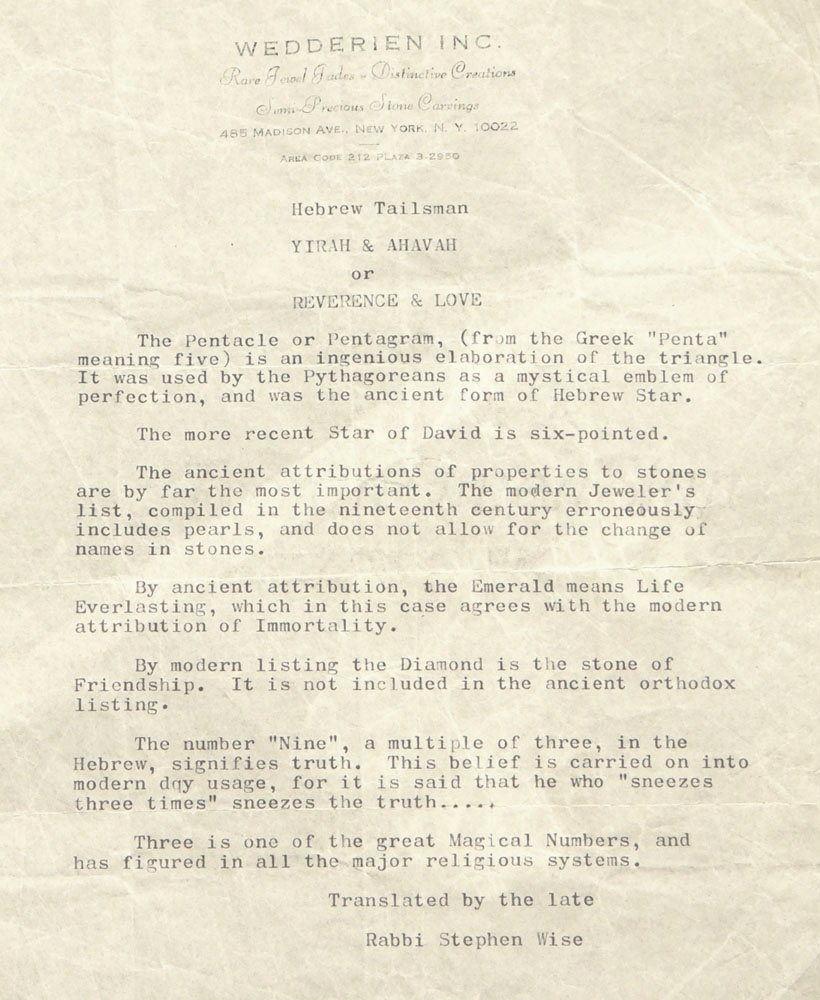 WEDDERIEN INC.
Rare Jewel Jades - Distinctive Creations
Semi-Precious Stone Carvings
485 MADISON AVE., NEW YORK, N. Y. 10022
AREA CODE 212 PLAZA 3-2950
Hebrew Tailsman
YIRAH & AHAVAH
or
REVERENCE & LOVE
The Pentacle or Pentagram, (from the Greek "Penta"
meaning five) is an ingenious elaboration of the triangle.
It was used by the Pythagoreans as a mystical emblem of
perfection, and was the ancient form of Hebrew Star.
The more recent Star of David is six-pointed.
The ancient attributions of properties to stones
are by far the most important. The modern Jeweler's
list, compiled in the nineteenth century erroneously
includes pearls, and does not allow for the change of
names in stones.
By ancient attribution, the Emerald means Life
Everlasting, which in this case agrees with the modern
attribution of Immortality.
By modern listing the Diamond is the stone of
Friendship. It is not included in the ancient orthodox
listing.
The number "Nine", a multiple of three, in the
Hebrew, signifies truth. This belief is carried on into
modern dqy usage, for it is said that he who "sneezes
three times" sneezes the truth.....
Three is one of the great Magical Numbers, and
has figured in all the major religious systems.
Translated by the late
Rabbi Stephen Wise